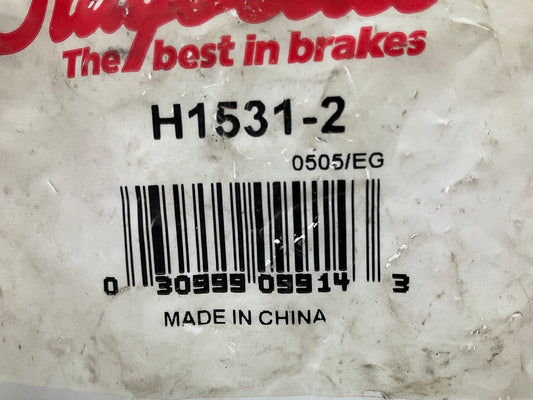 The best in brakes
H1531-2
0505/EG
0 30999 09914 3
MADE IN CHINA